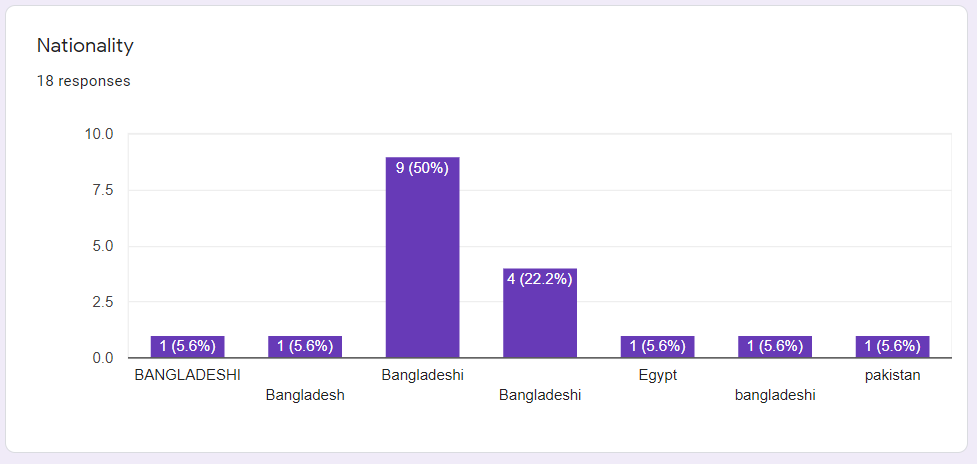 Nationality
18 responses
10.0
7.5
5.0
2.5
0.0
1 (5.6%)
1 (5.6%)
9 (50%)
4 (22.2%)
1 (5.6%)
1 (5.6%)
1 (5.6%)
BANGLADESHI
Bangladesh
Bangladeshi
Bangladeshi
Egypt
bangladeshi
pakistan